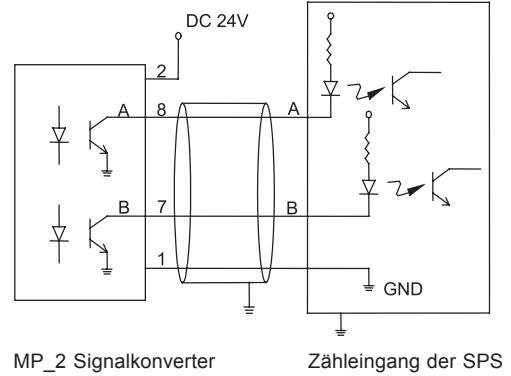 DC 24V
2
A 8 A
B 7 B
1
GND
MP_2 Signalkonverter Zähleingang der SPS